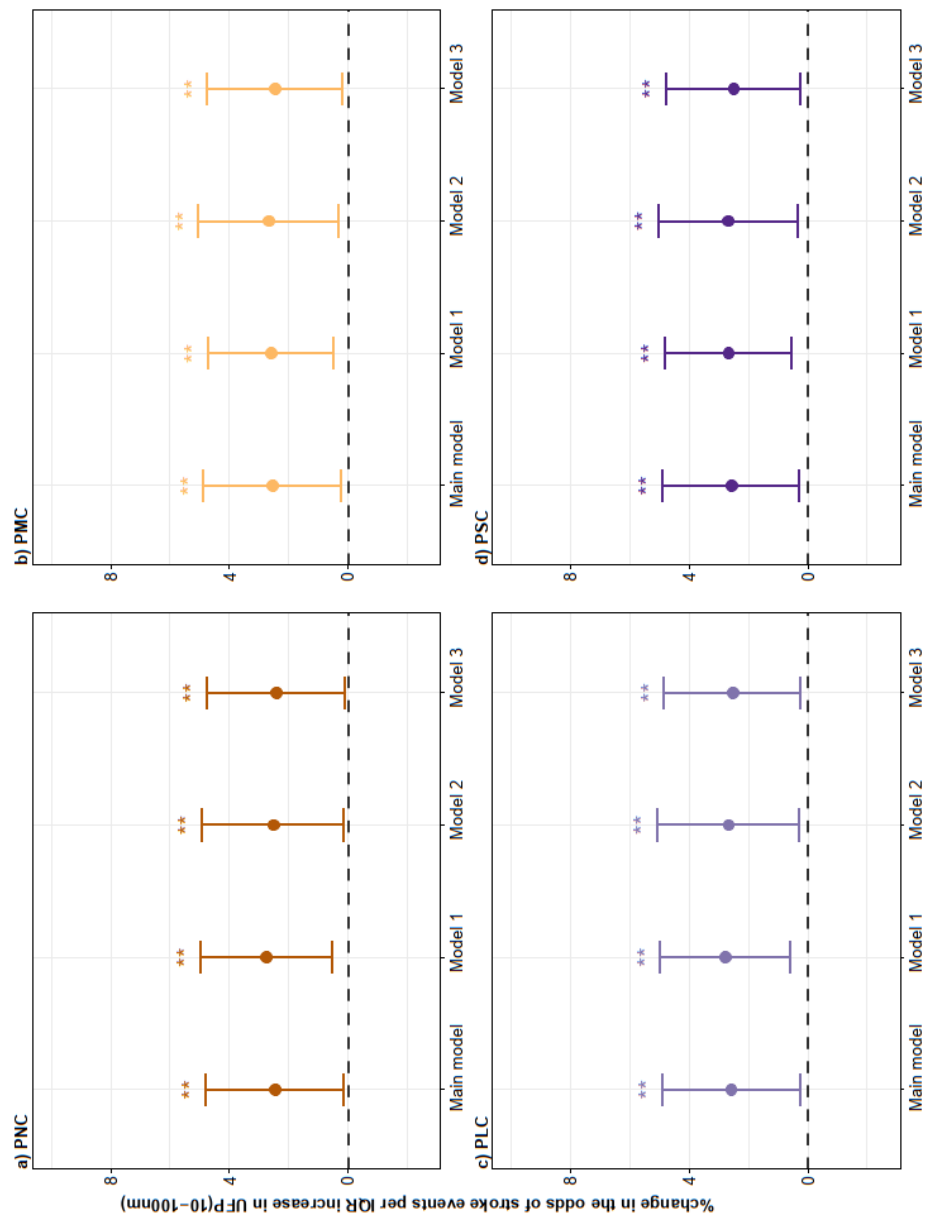 %change in the odds of stroke events per IQR increase in UFP(10−100nm)
a) PNC
8
4
0
**
**
**
**
Main model
Model 1
Model 2
Model 3
b) PMC
8
4
0
**
**
**
**
Main model
Model 1
Model 2
Model 3
c) PLC
8
4
0
**
**
**
**
Main model
Model 1
Model 2
Model 3
d) PSC
8
4
0
**
**
**
**
Main model
Model 1
Model 2
Model 3